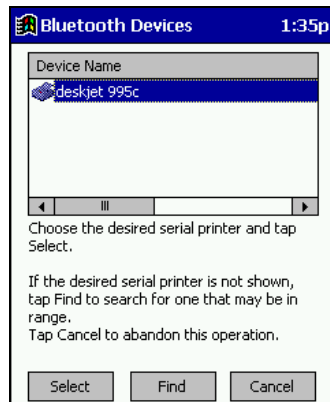 Bluetooth Devices 1:35p
Device Name
deskjet 995c
Choose the desired serial printer and tap
Select.
If the desired serial printer is not shown,
tap Find to search for one that may be in
range.
Tap Cancel to abandon this operation.
Select Find Cancel